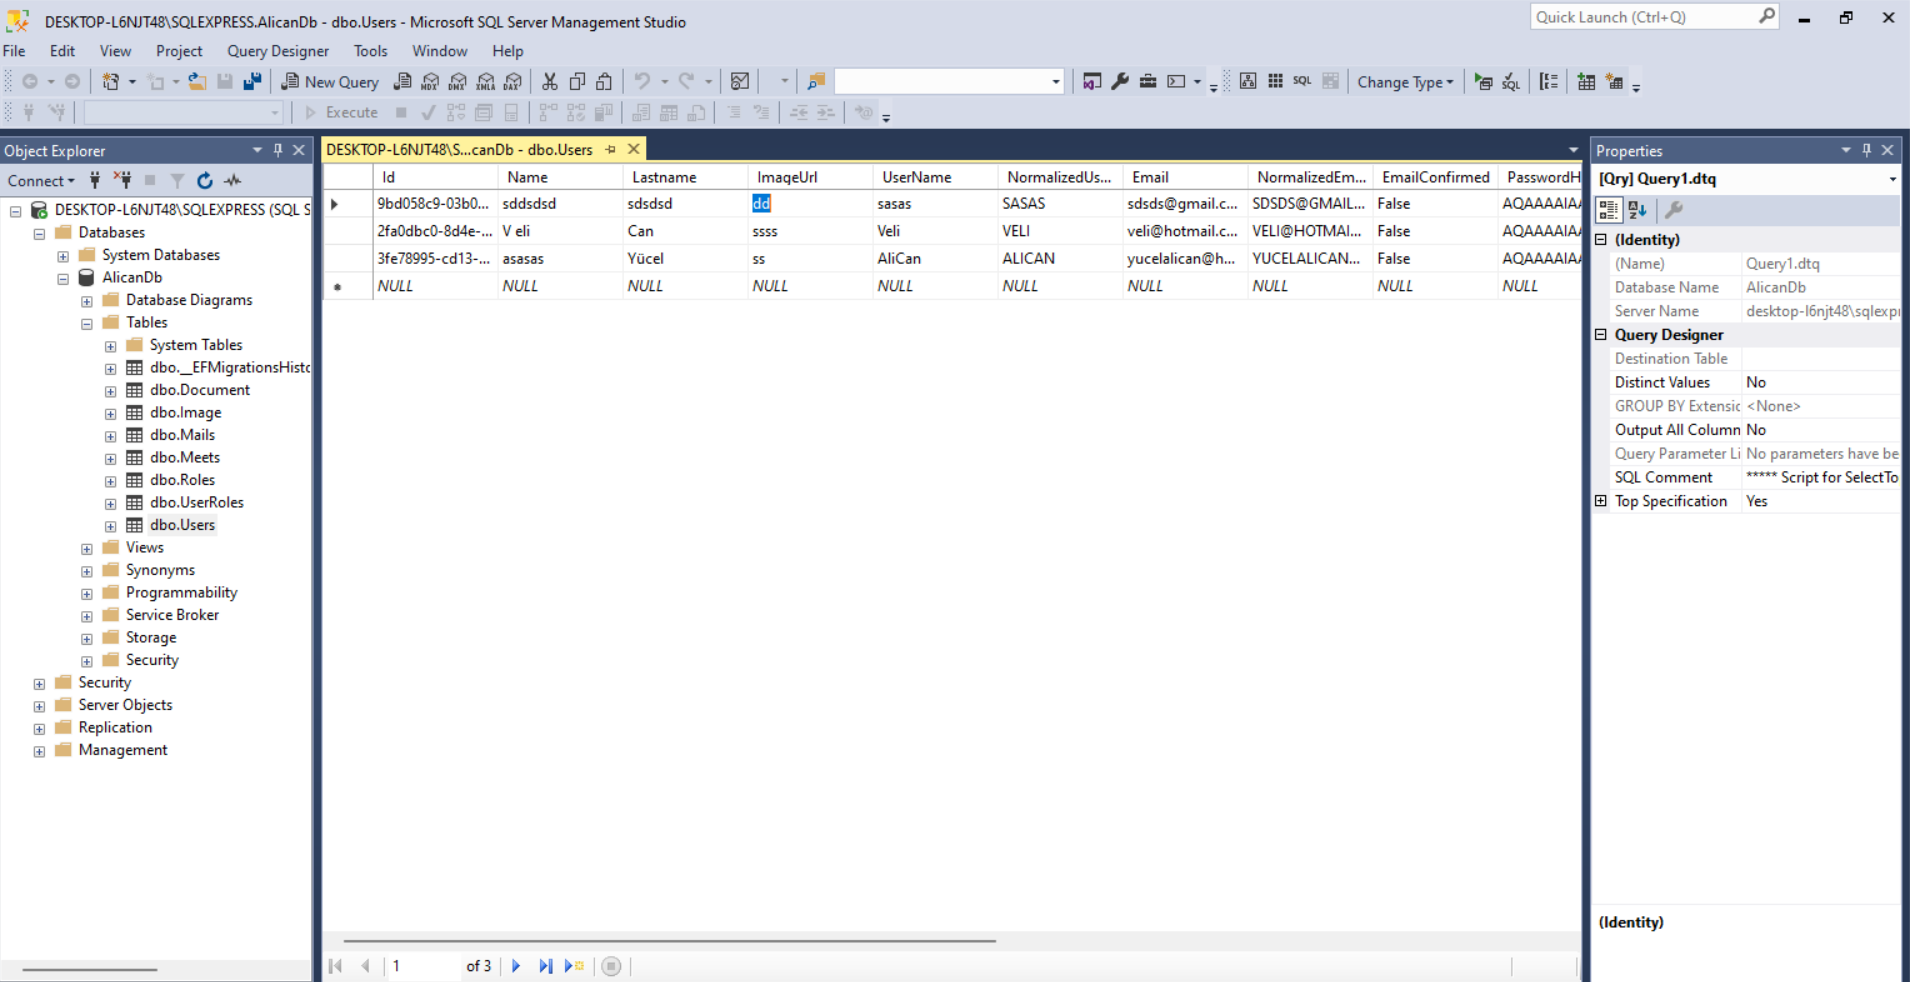 DESKTOP-L6NJT48\SQLEXPRESS.AlicanDb - dbo.Users - Microsoft SQL Server Management Studio
Quick Launch (Ctrl+Q)
File Edit View Project Query Designer Tools Window Help
New Query MDX DMX XMLA DAX SQL Change Type SQL
Execute
Object Explorer
Connect
DESKTOP-L6NJT48\SQLEXPRESS (SQL S
Databases
System Databases
AlicanDb
Database Diagrams
Tables
System Tables
dbo.__EFMigrationsHisto
dbo.Document
dbo.Image
dbo.Mails
dbo.Meets
dbo.Roles
dbo.UserRoles
dbo.Users
Views
Synonyms
Programmability
Service Broker
Storage
Security
Security
Server Objects
Replication
Management
DESKTOP-L6NJT48\S...canDb - dbo.Users
Id Name Lastname ImageUrl UserName NormalizedUs... Email NormalizedEm... EmailConfirmed PasswordH
9bd058c9-03b0... sddsdsd sdsdsd dd sasas SASAS sdsds@gmail.c... SDSDS@GMAIL... False AQAAAAIAA
2fa0dbc0-8d4e-... V eli Can ssss Veli VELI veli@hotmail.c... VELI@HOTMAI... False AQAAAAIAA
3fe78995-cd13-... asasas Yücel ss AliCan ALICAN yucelalican@h... YUCELALICAN... False AQAAAAIAA
NULL NULL NULL NULL NULL NULL NULL NULL NULL NULL
1 of 3
Properties
[Qry] Query1.dtq
(Identity)
(Name) Query1.dtq
Database Name AlicanDb
Server Name desktop-l6njt48\sqlexpr
Query Designer
Destination Table
Distinct Values No
GROUP BY Extensic <None>
Output All Column No
Query Parameter Li No parameters have be
SQL Comment ***** Script for SelectTo
Top Specification Yes
(Identity)